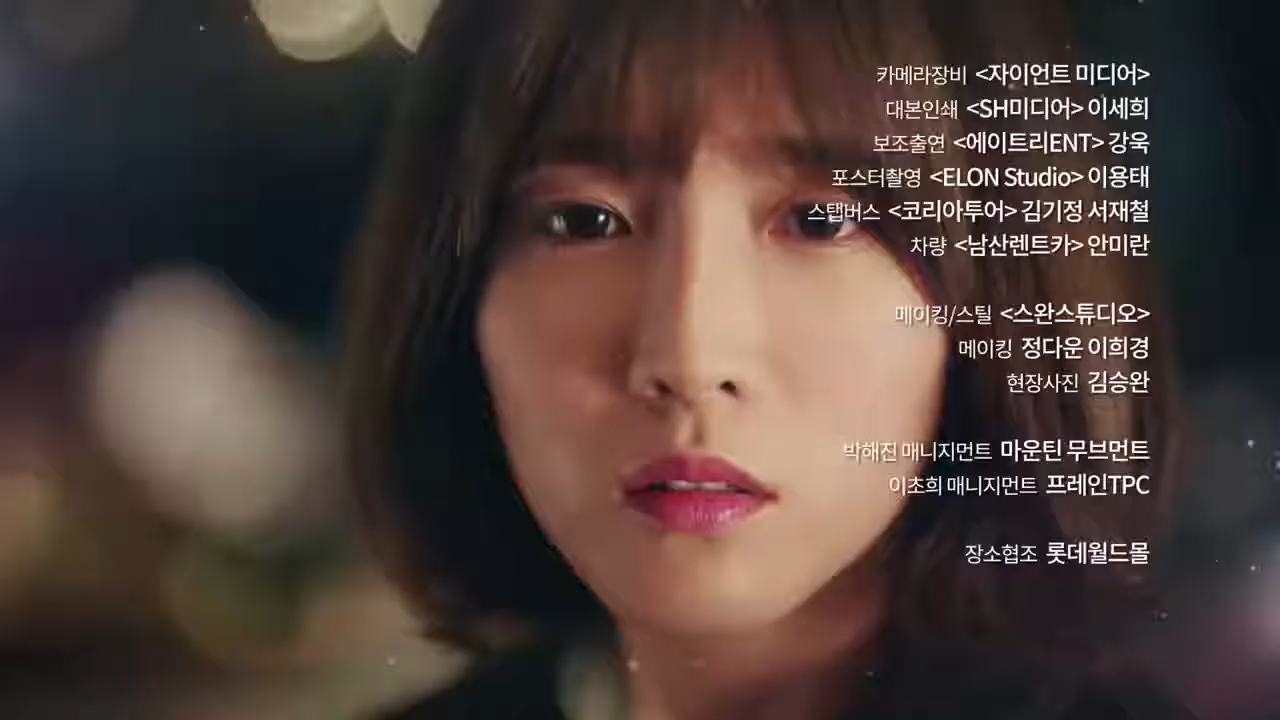 카메라장비 <자이언트 미디어>
대본인쇄 <SH미디어> 이세희
보조출연 <에이트리ENT> 강욱
포스터촬영 <ELON Studio> 이용태
스탭버스 <코리아투어> 김기정 서재철
차량 <남산렌트카> 안미란
메이킹/스틸 <스완스튜디오>
메이킹 정다운 이희경
현장사진 김승완
박해진 매니지먼트 마운틴 무브먼트
이초희 매니지먼트 프레인TPC
장소협조 롯데월드몰